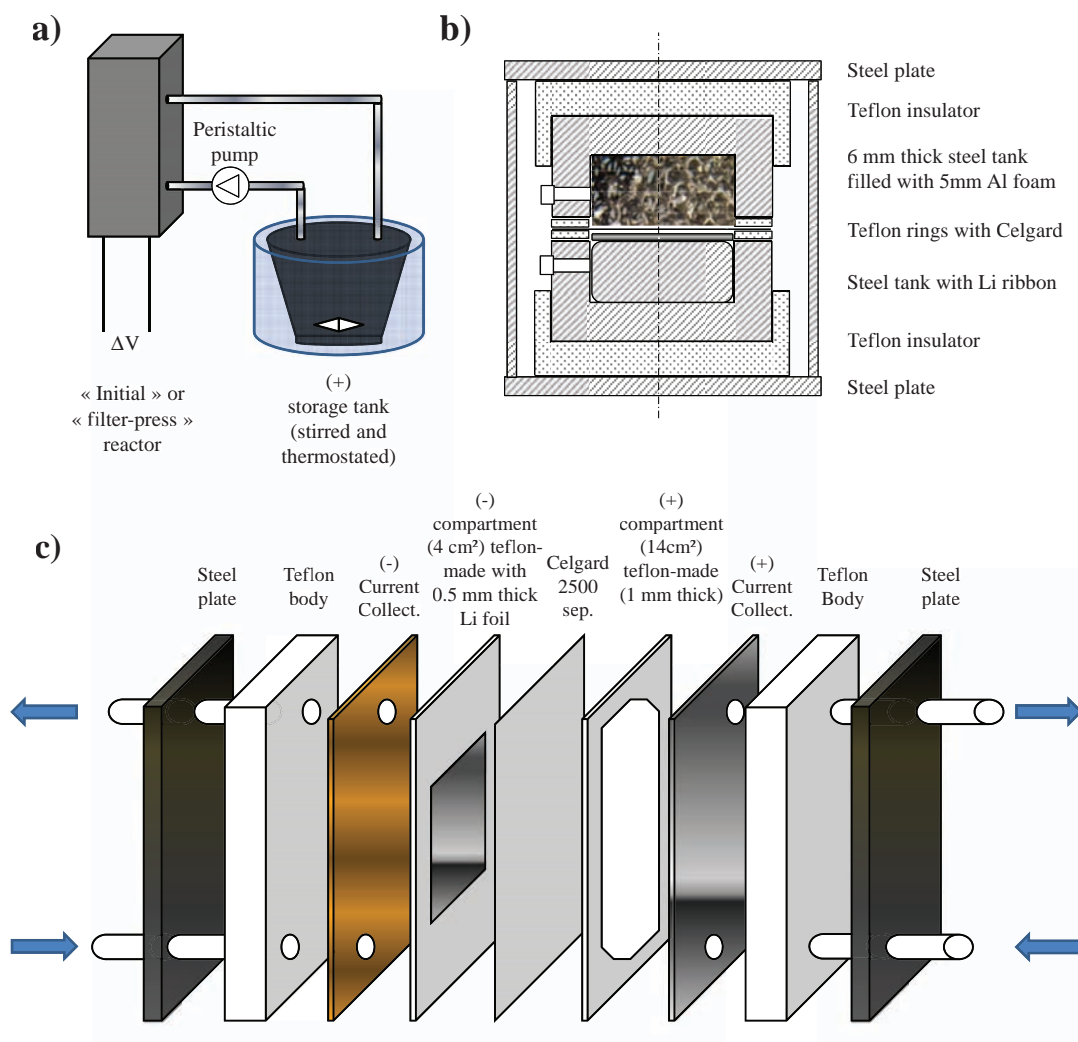 a)
Peristaltic
pump
ΔV
« Initial » or
« filter-press »
reactor
(+)
storage tank
(stirred and
thermostated)
b)
Steel plate
Teflon insulator
6 mm thick steel tank
filled with 5mm Al foam
Teflon rings with Celgard
Steel tank with Li ribbon
Teflon insulator
Steel plate
c)
Steel
plate
Teflon
body
(-)
Current
Collect.
(-)
compartment
(4 cm²) teflon-
made with
0.5 mm thick
Li foil
Celgard
2500
sep.
(+)
compartment
(14cm²)
teflon-made
(1 mm thick)
(+)
Current
Collect.
Teflon
Body
Steel
plate